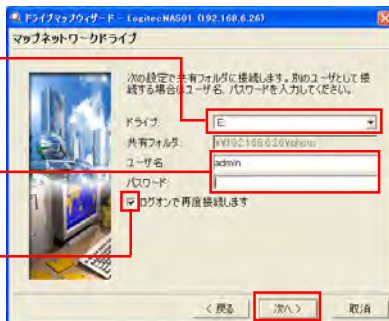 ドライブマップウィザード - LogitecNAS01 (192.168.6.26)
マップネットワークドライブ
次の設定で共有フォルダに接続します。別のユーザとして接
続する場合はユーザ名、パスワードを入力してください。
ドライブ
E:
共有フォルダ
¥¥192.168.6.26¥photo
ユーザ名
admin
パスワード
ログオンで再度接続します
< 戻る
次へ >
取消